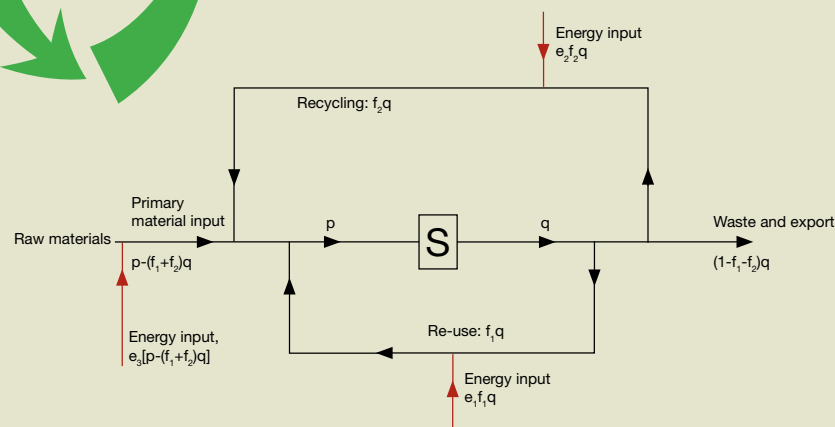 Energy input
e₂f₂q
Recycling: f₂q
Primary
material input
p
S
q
Waste and export
Raw materials
p-(f₁+f₂)q
(1-f₁-f₂)q
Energy input,
e₃[p-(f₁+f₂)q]
Re-use: f₁q
Energy input
e₁f₁q